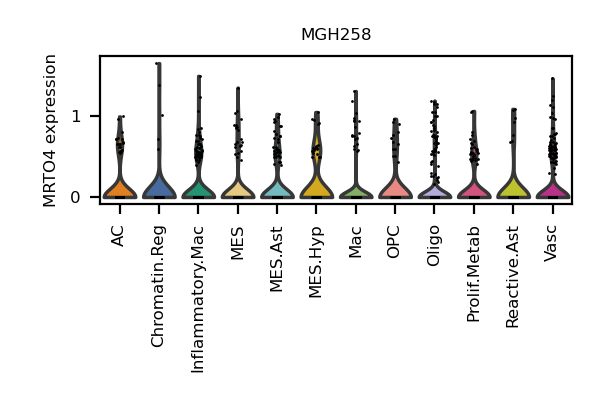 MGH258
MRTO4 expression
1
0
AC
Chromatin.Reg
Inflammatory.Mac
MES
MES.Ast
MES.Hyp
Mac
OPC
Oligo
Prolif.Metab
Reactive.Ast
Vasc